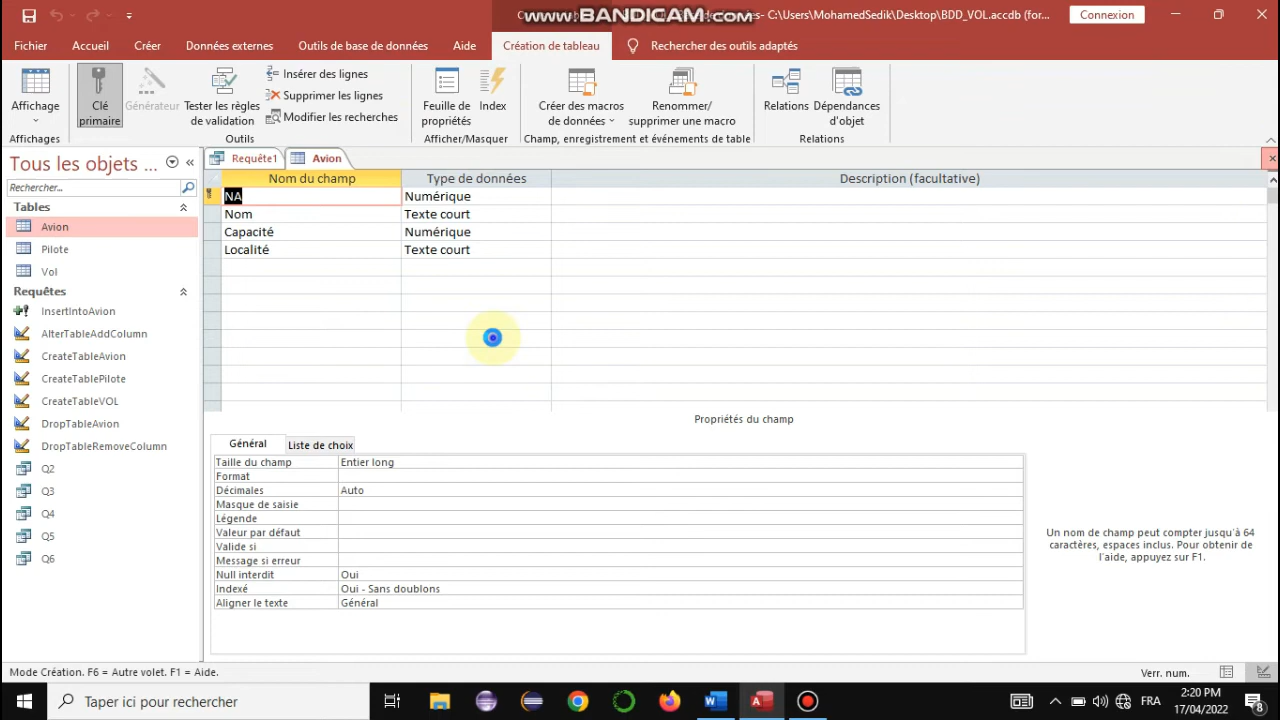 www.BANDICAM.com
- C:\Users\MohamedSedik\Desktop\BDD_VOL.accdb (for...
Connexion
Fichier
Accueil
Créer
Données externes
Outils de base de données
Aide
Création de tableau
Rechercher des outils adaptés
Affichage
Clé primaire
Générateur
Tester les règles de validation
Insérer des lignes
Supprimer les lignes
Modifier les recherches
Feuille de propriétés
Index
Créer des macros de données
Renommer/ supprimer une macro
Relations
Dépendances d'objet
Affichages
Outils
Afficher/Masquer
Champ, enregistrement et événements de table
Relations
Tous les objets ...
Rechercher...
Tables
Avion
Pilote
Vol
Requêtes
InsertIntoAvion
AlterTableAddColumn
CreateTableAvion
CreateTablePilote
CreateTableVOL
DropTableAvion
DropTableRemoveColumn
Q2
Q3
Q4
Q5
Q6
Requête1
Avion
Nom du champ Type de données Description (facultative)
NA Numérique
Nom Texte court
Capacité Numérique
Localité Texte court
Propriétés du champ
Général
Liste de choix
Taille du champ Entier long
Format
Décimales Auto
Masque de saisie
Légende
Valeur par défaut
Valide si
Message si erreur
Null interdit Oui
Indexé Oui - Sans doublons
Aligner le texte Général
Un nom de champ peut compter jusqu'à 64
caractères, espaces inclus. Pour obtenir de
l'aide, appuyez sur F1.
Mode Création. F6 = Autre volet. F1 = Aide.
Verr. num.
Taper ici pour rechercher
FRA
2:20 PM
17/04/2022
8